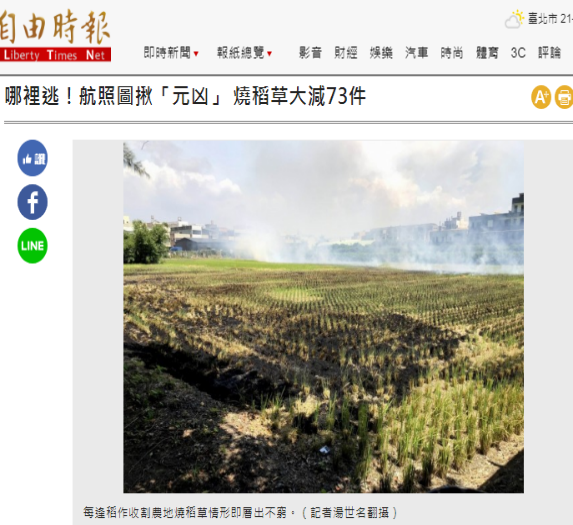 自由時報
Liberty Times Net
臺北市 21
即時新聞 報紙總覽 影音 財經 娛樂 汽車 時尚 體育 3C 評論
哪裡逃！航照圖揪「元凶」 燒稻草大減73件
A+
讚
f
LINE
每逢稻作收割農地燒稻草情形即層出不窮。（記者湯世名翻攝）